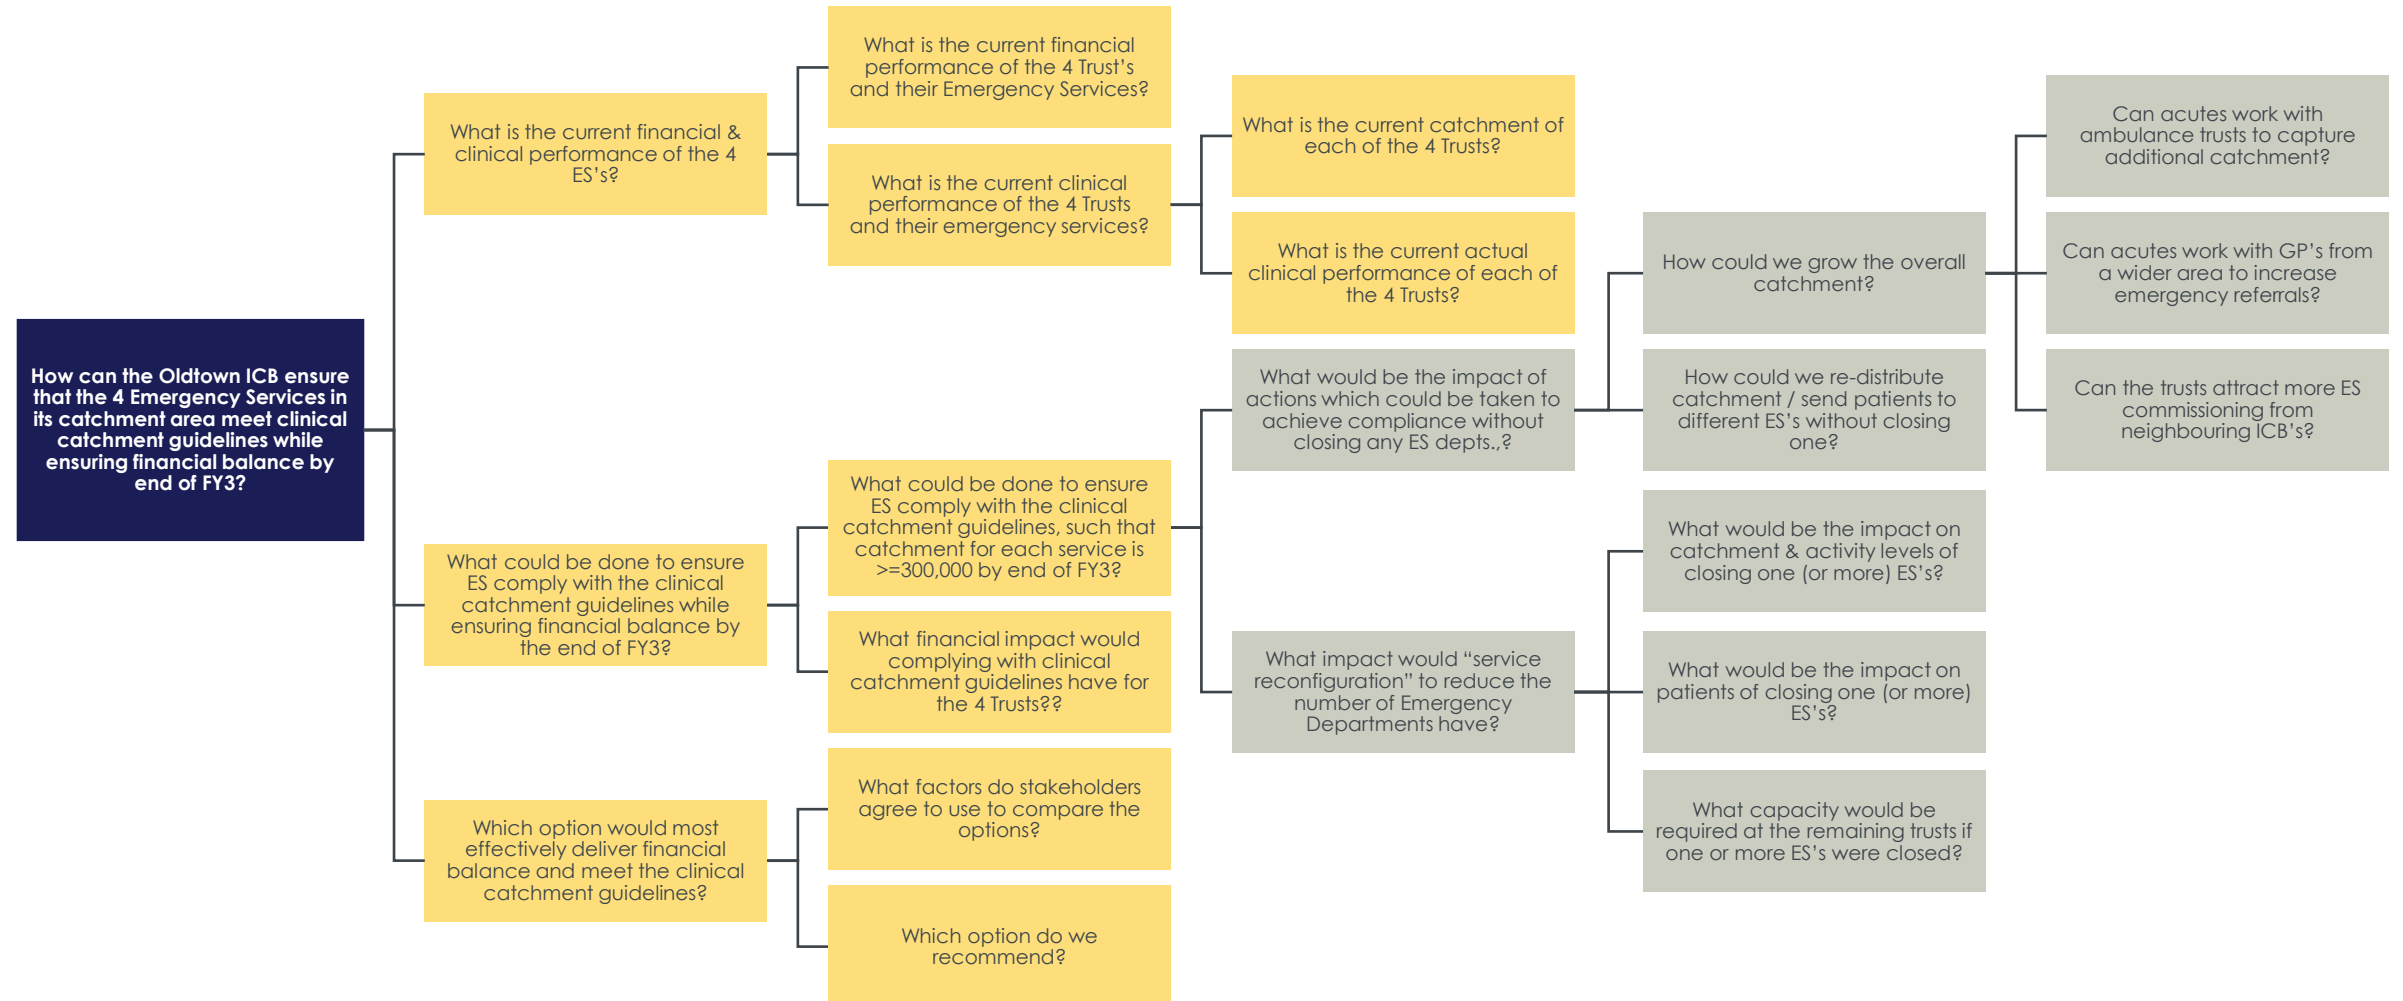 How can the Oldtown ICB ensure
that the 4 Emergency Services in
its catchment area meet clinical
catchment guidelines while
ensuring financial balance by
end of FY3?
What is the current financial &
clinical performance of the 4
ES's?
What could be done to ensure
ES comply with the clinical
catchment guidelines while
ensuring financial balance by
the end of FY3?
Which option would most
effectively deliver financial
balance and meet the clinical
catchment guidelines?
What is the current financial
performance of the 4 Trust's
and their Emergency Services?
What is the current clinical
performance of the 4 Trusts
and their emergency services?
What could be done to ensure
ES comply with the clinical
catchment guidelines, such that
catchment for each service is
>=300,000 by end of FY3?
What financial impact would
complying with clinical
catchment guidelines have for
the 4 Trusts??
What factors do stakeholders
agree to use to compare the
options?
Which option do we
recommend?
What is the current catchment of
each of the 4 Trusts?
What is the current actual
clinical performance of each of
the 4 Trusts?
What would be the impact of
actions which could be taken to
achieve compliance without
closing any ES depts.,?
What impact would “service
reconfiguration” to reduce the
number of Emergency
Departments have?
How could we grow the overall
catchment?
How could we re-distribute
catchment / send patients to
different ES's without closing
one?
What would be the impact on
catchment & activity levels of
closing one (or more) ES's?
What would be the impact on
patients of closing one (or more)
ES's?
What capacity would be
required at the remaining trusts if
one or more ES's were closed?
Can acutes work with
ambulance trusts to capture
additional catchment?
Can acutes work with GP's from
a wider area to increase
emergency referrals?
Can the trusts attract more ES
commissioning from
neighbouring ICB's?